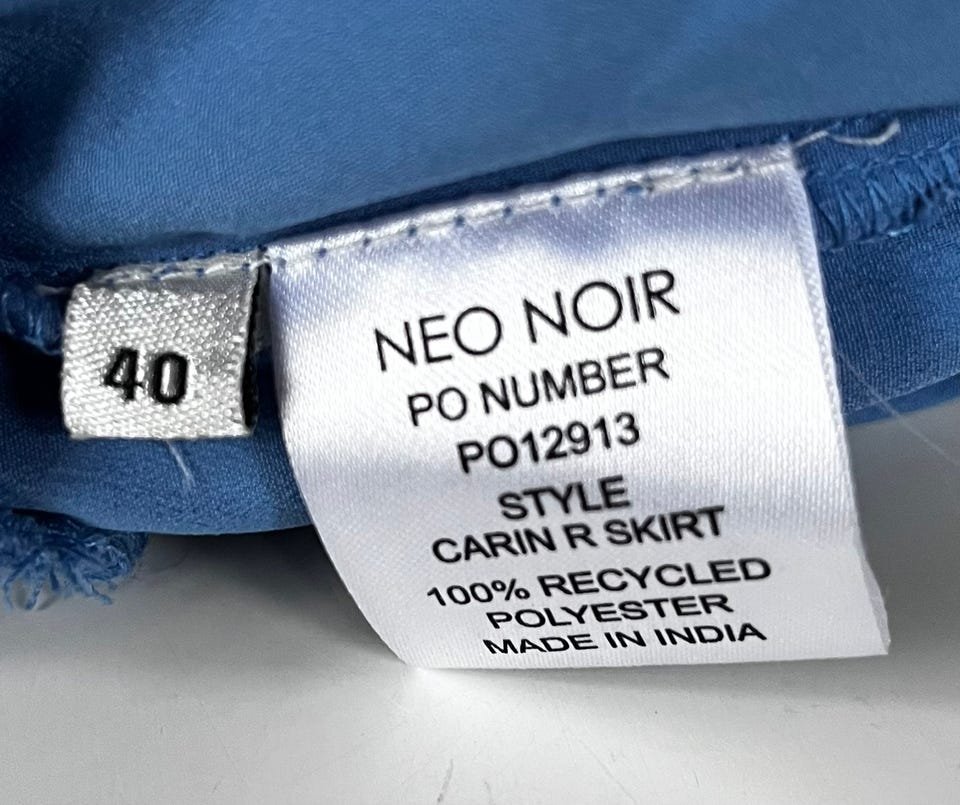 40
NEO NOIR
PO NUMBER
PO12913
STYLE
CARIN R SKIRT
100% RECYCLED
POLYESTER
MADE IN INDIA